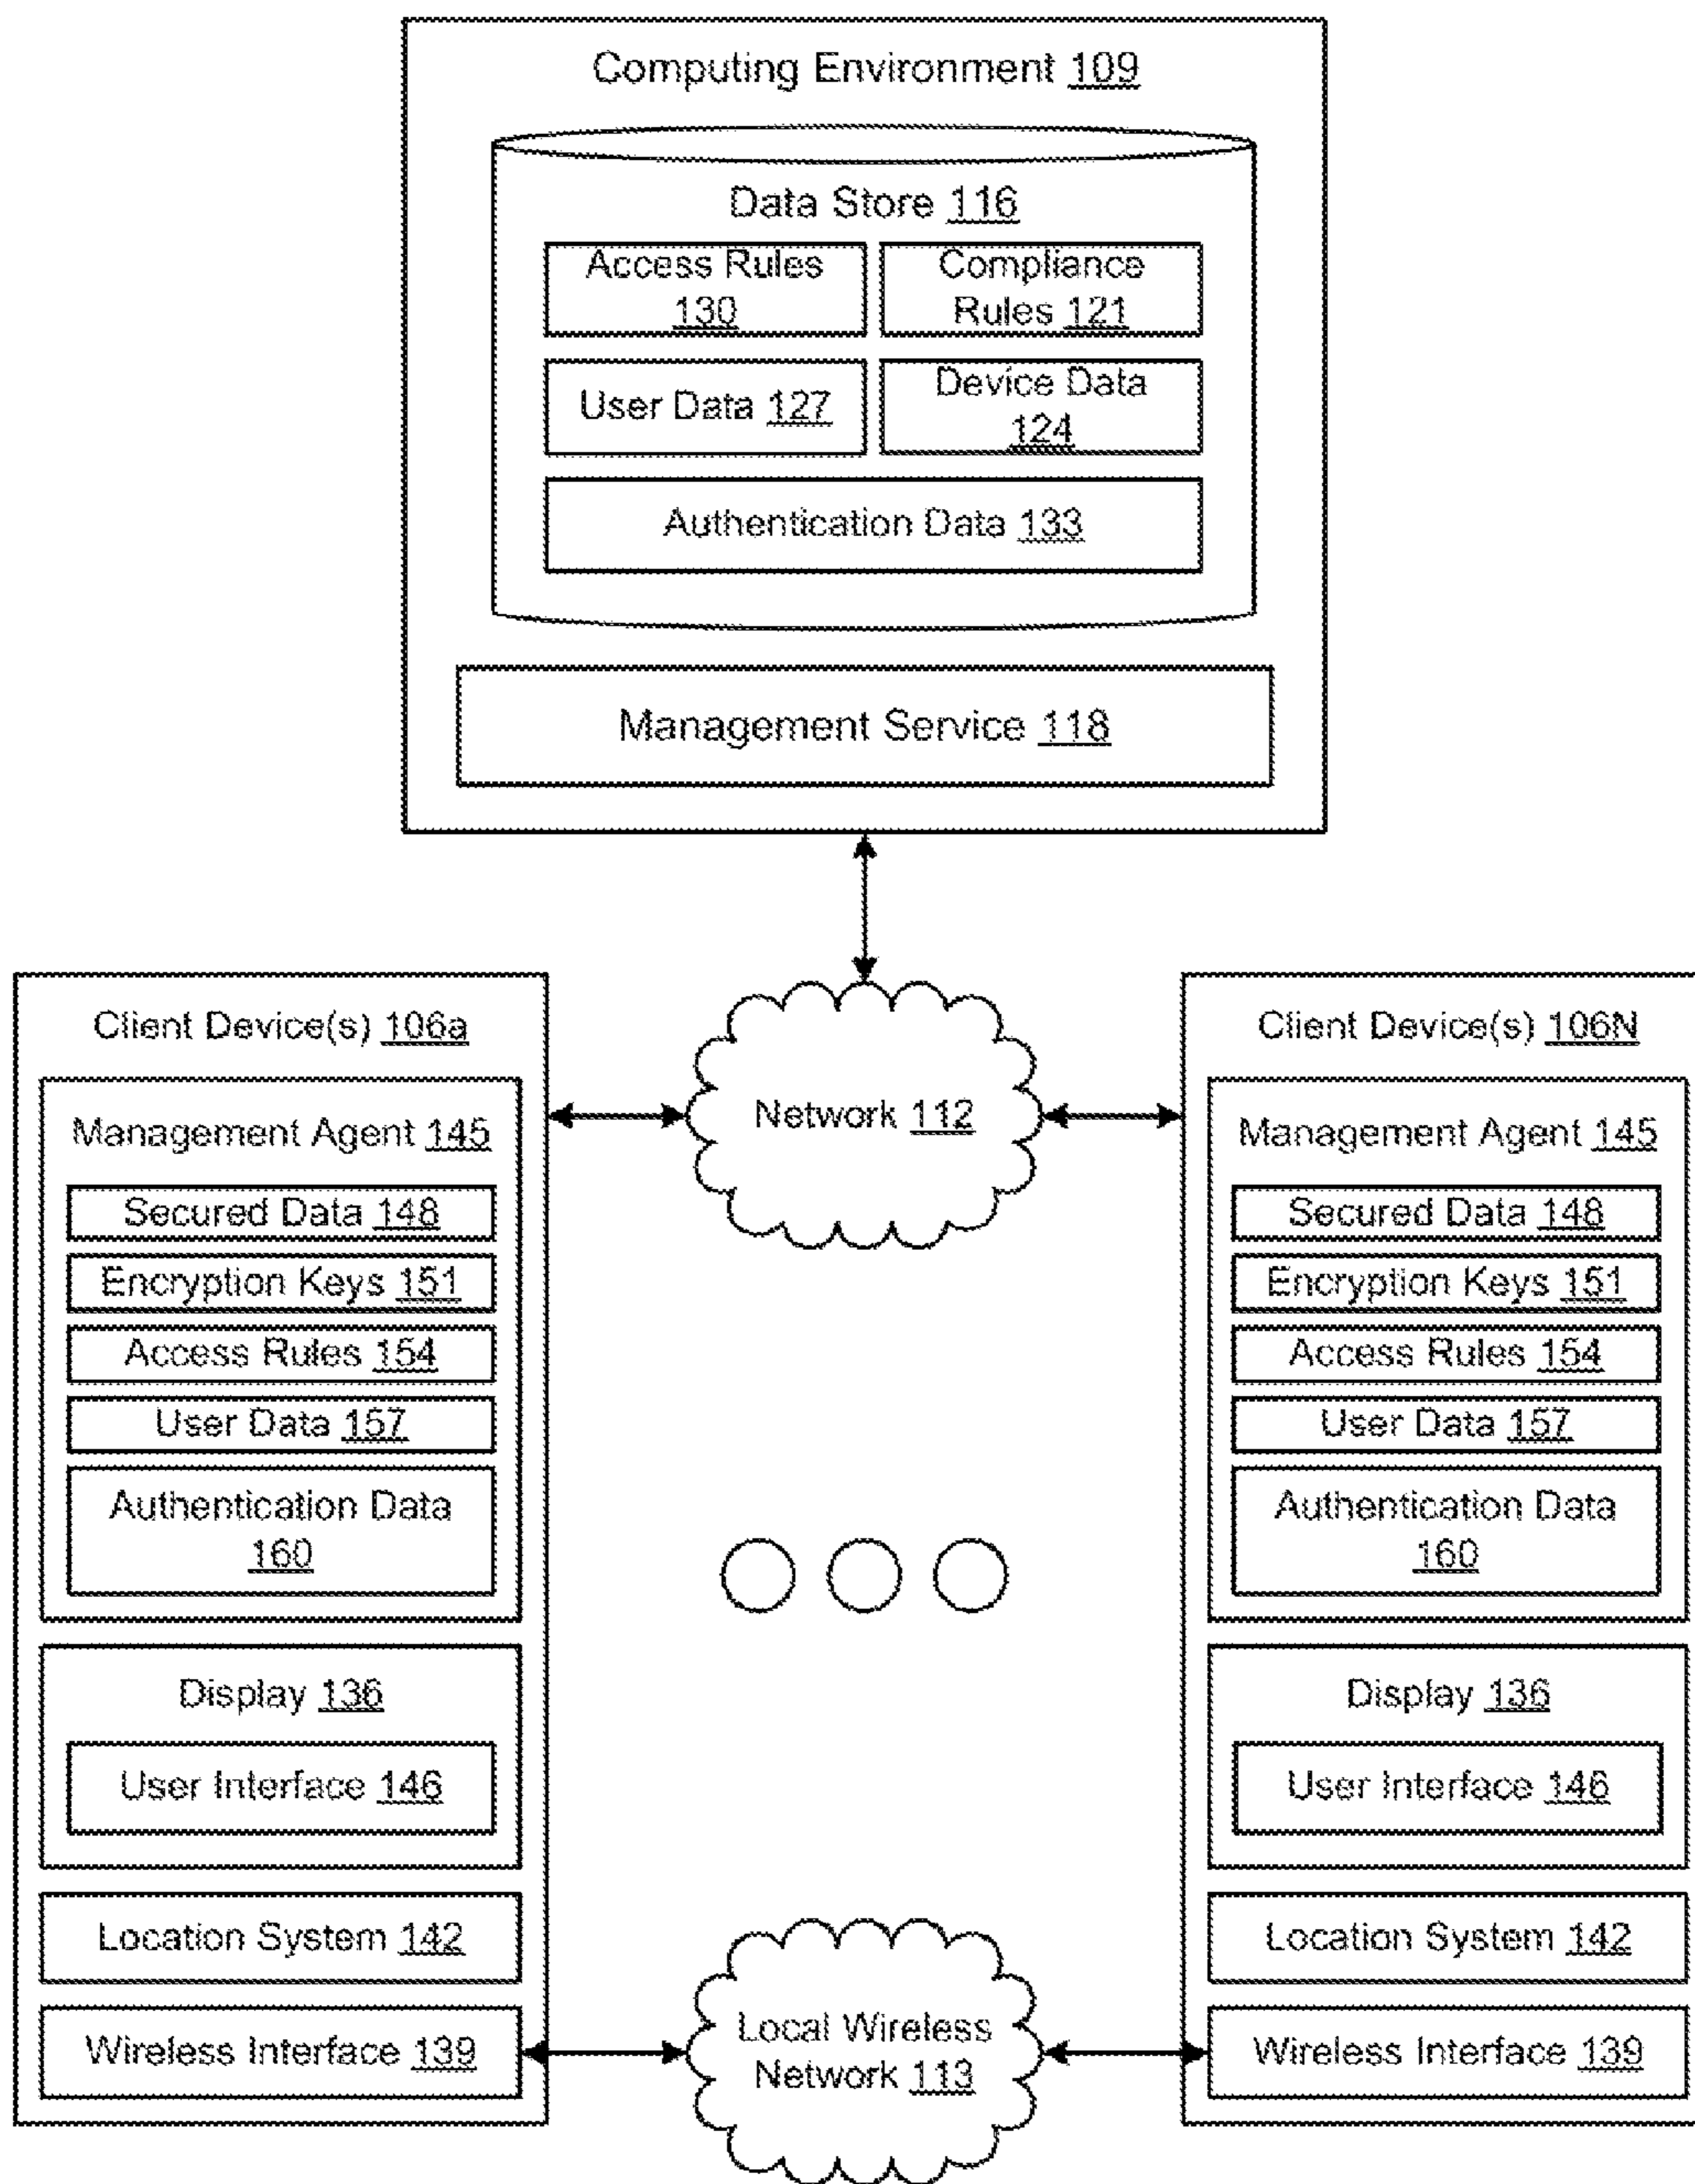 Computing Environment 109
Data Store 116
Access Rules
130
Compliance
Rules 121
User Data 127
Device Data
124
Authentication Data 133
Management Service 118
Client Device(s) 106a
Management Agent 145
Secured Data 148
Encryption Keys 151
Access Rules 154
User Data 157
Authentication Data
160
Display 136
User Interface 146
Location System 142
Wireless Interface 139
Network 112
Local Wireless
Network 113
Client Device(s) 106N
Management Agent 145
Secured Data 148
Encryption Keys 151
Access Rules 154
User Data 157
Authentication Data
160
Display 136
User Interface 146
Location System 142
Wireless Interface 139